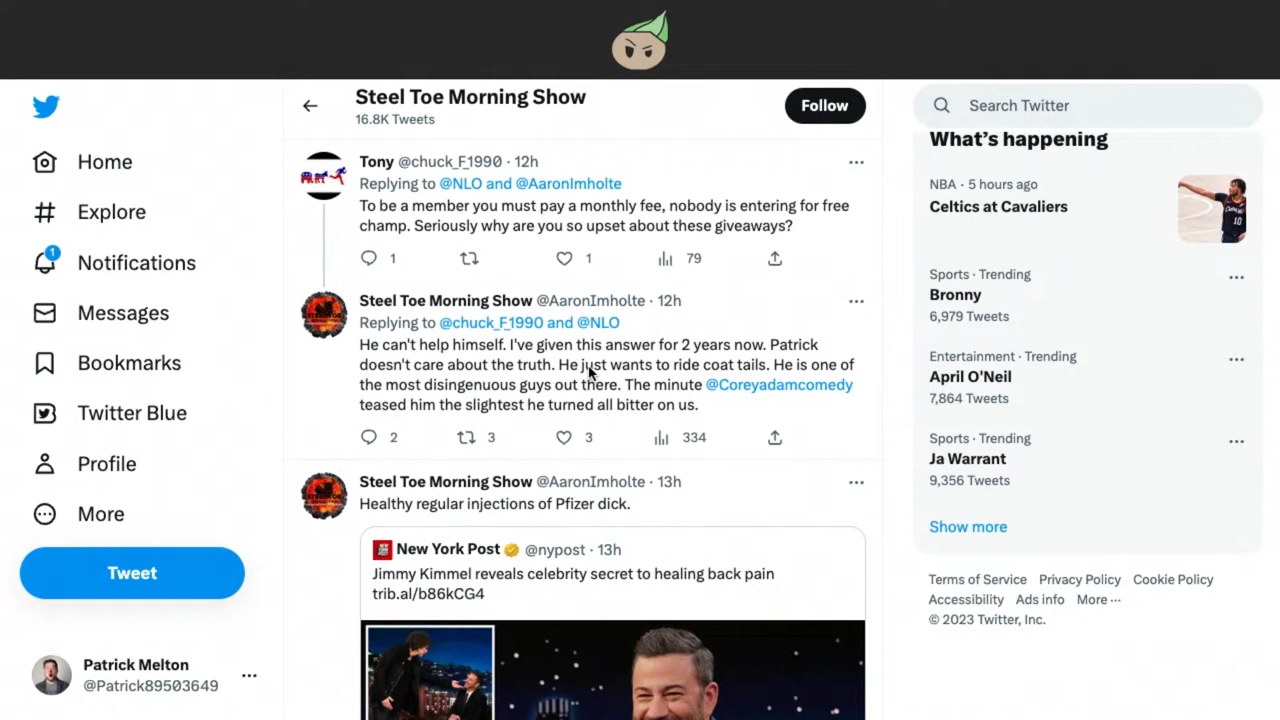 Steel Toe Morning Show
16.8K Tweets
Follow
Home
Explore
1
Notifications
Messages
Bookmarks
Twitter Blue
Profile
More
Tweet
Patrick Melton
@Patrick89503649
Tony @chuck_F1990 · 12h
Replying to @NLO and @AaronImholte
To be a member you must pay a monthly fee, nobody is entering for free
champ. Seriously why are you so upset about these giveaways?
1 1 79
Steel Toe Morning Show @AaronImholte · 12h
Replying to @chuck_F1990 and @NLO
He can't help himself. I've given this answer for 2 years now. Patrick
doesn't care about the truth. He just wants to ride coat tails. He is one of
the most disingenuous guys out there. The minute @Coreyadamcomedy
teased him the slightest he turned all bitter on us.
2 3 3 334
Steel Toe Morning Show @AaronImholte · 13h
Healthy regular injections of Pfizer dick.
New York Post @nypost · 13h
Jimmy Kimmel reveals celebrity secret to healing back pain
trib.al/b86kCG4
Search Twitter
What's happening
NBA · 5 hours ago
Celtics at Cavaliers
Sports · Trending
Bronny
6,979 Tweets
Entertainment · Trending
April O'Neil
7,864 Tweets
Sports · Trending
Ja Warrant
9,356 Tweets
Show more
Terms of Service Privacy Policy Cookie Policy
Accessibility Ads info More ···
© 2023 Twitter, Inc.